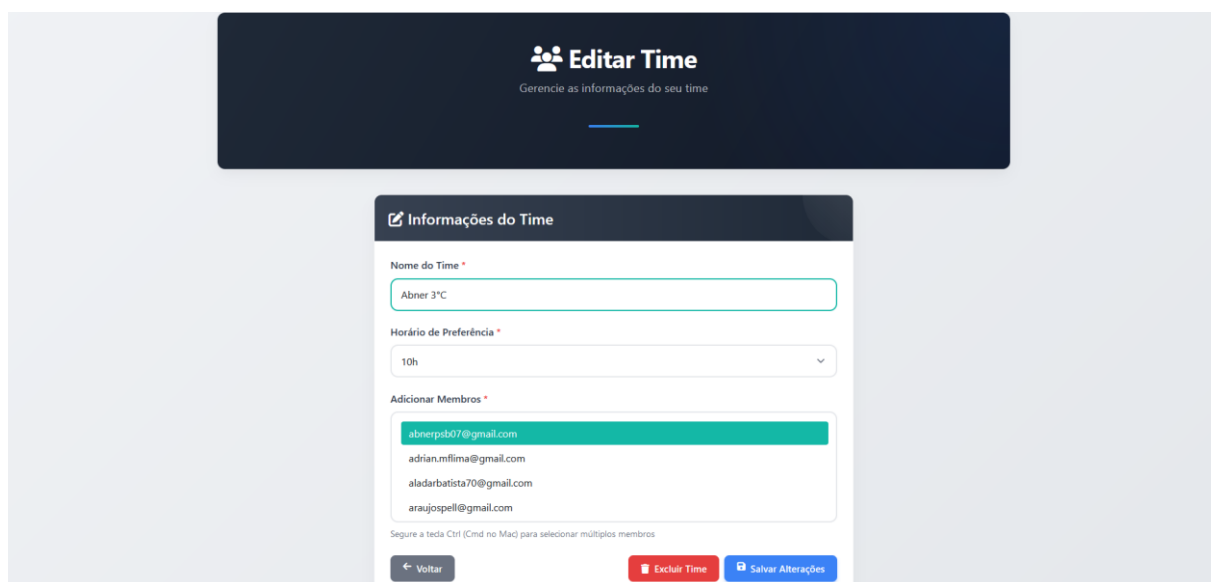 Editar Time
Gerencie as informações do seu time
Informações do Time
Nome do Time *
Abner 3°C
Horário de Preferência *
10h
Adicionar Membros *
abnerpsb07@gmail.com
adrian.mflima@gmail.com
aladarbatista70@gmail.com
araujospell@gmail.com
Segure a tecla Ctrl (Cmd no Mac) para selecionar múltiplos membros
Voltar
Excluir Time
Salvar Alterações